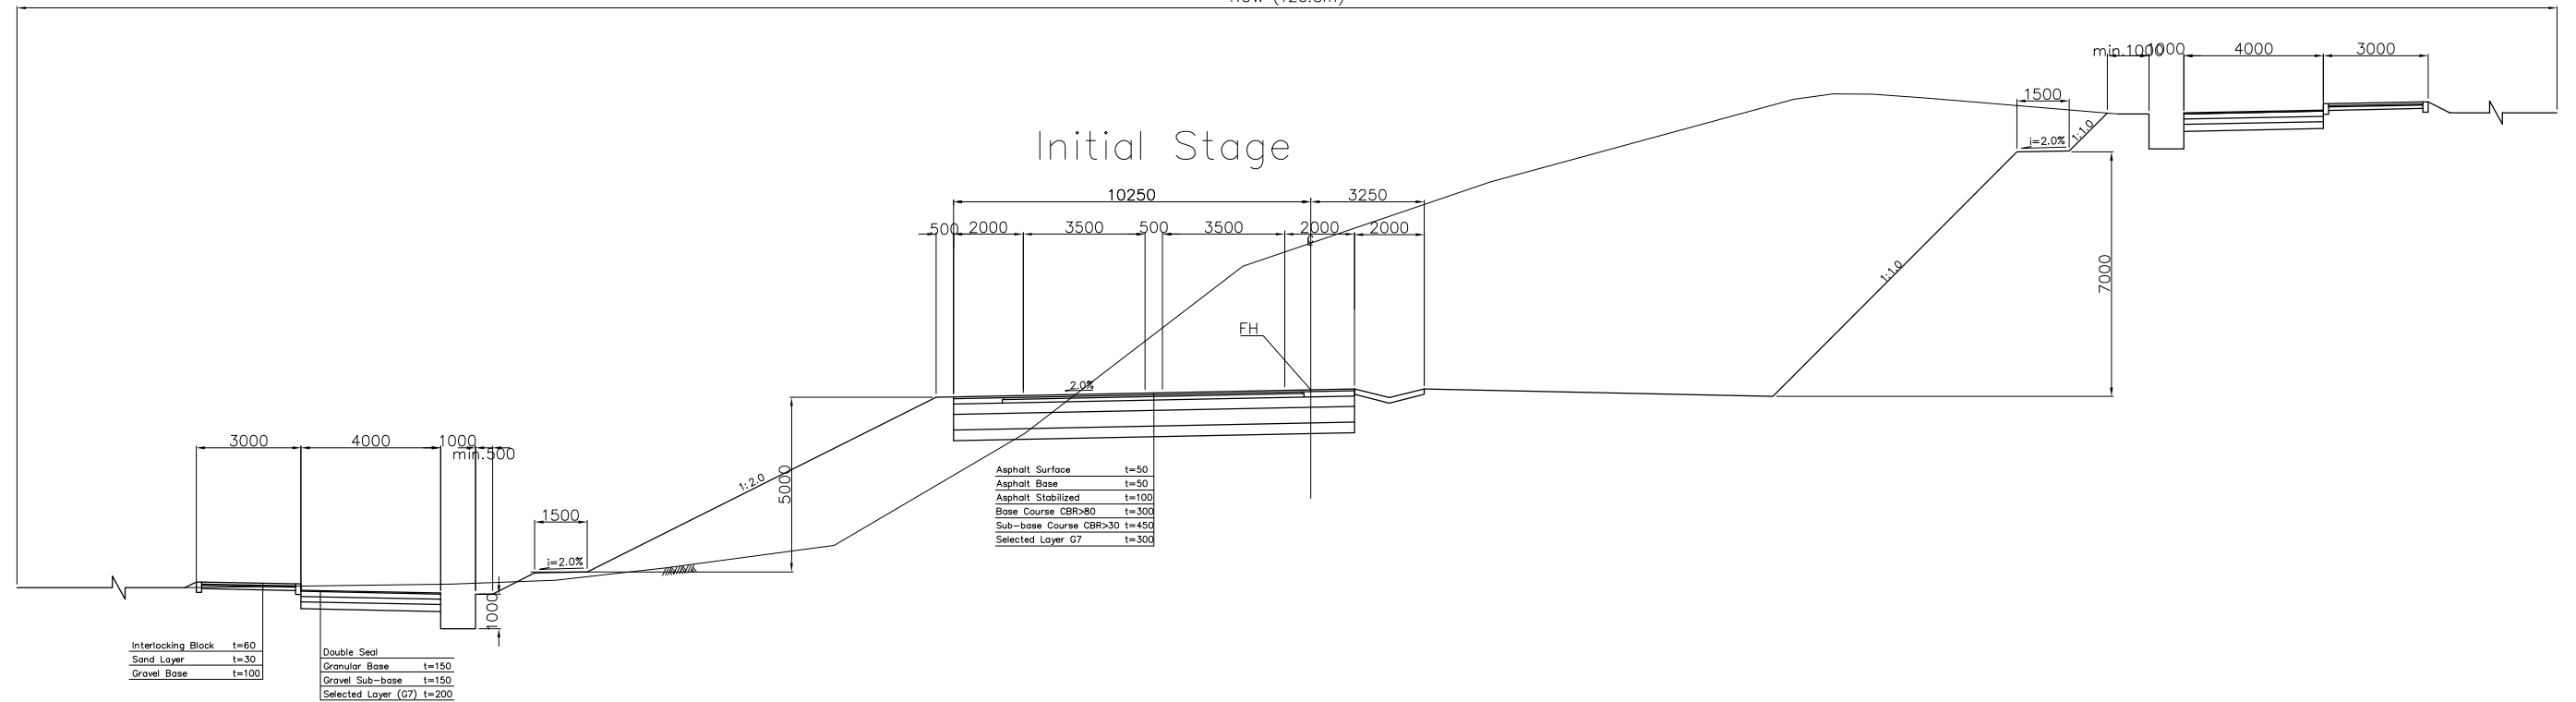 min.1000
1000
4000
3000
1500
i=2.0%
1:1.0
Initial Stage
10250
3250
500
2000
3500
500
3500
2000
2000
1:1.0
7000
FH
2.0%
3000
4000
1000
min.500
1:2.0
5000
1500
i=2.0%
1000
Asphalt Surface t=50
Asphalt Base t=50
Asphalt Stabilized t=100
Base Course CBR>80 t=300
Sub-base Course CBR>30 t=450
Selected Layer G7 t=300
Interlocking Block t=60
Sand Layer t=30
Gravel Base t=100
Double Seal
Granular Base t=150
Gravel Sub-base t=150
Selected Layer (G7) t=200